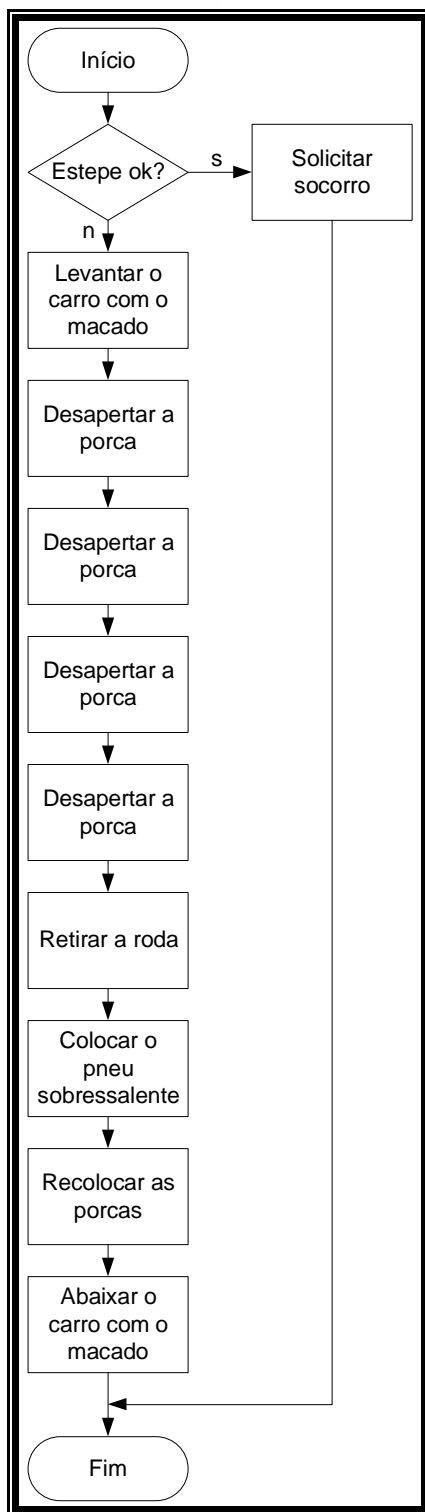 Início
Estepe ok?
s
Solicitar
socorro
n
Levantar o
carro com o
macado
Desapertar a
porca
Desapertar a
porca
Desapertar a
porca
Desapertar a
porca
Retirar a roda
Colocar o
pneu
sobressalente
Recolocar as
porcas
Abaixar o
carro com o
macado
Fim